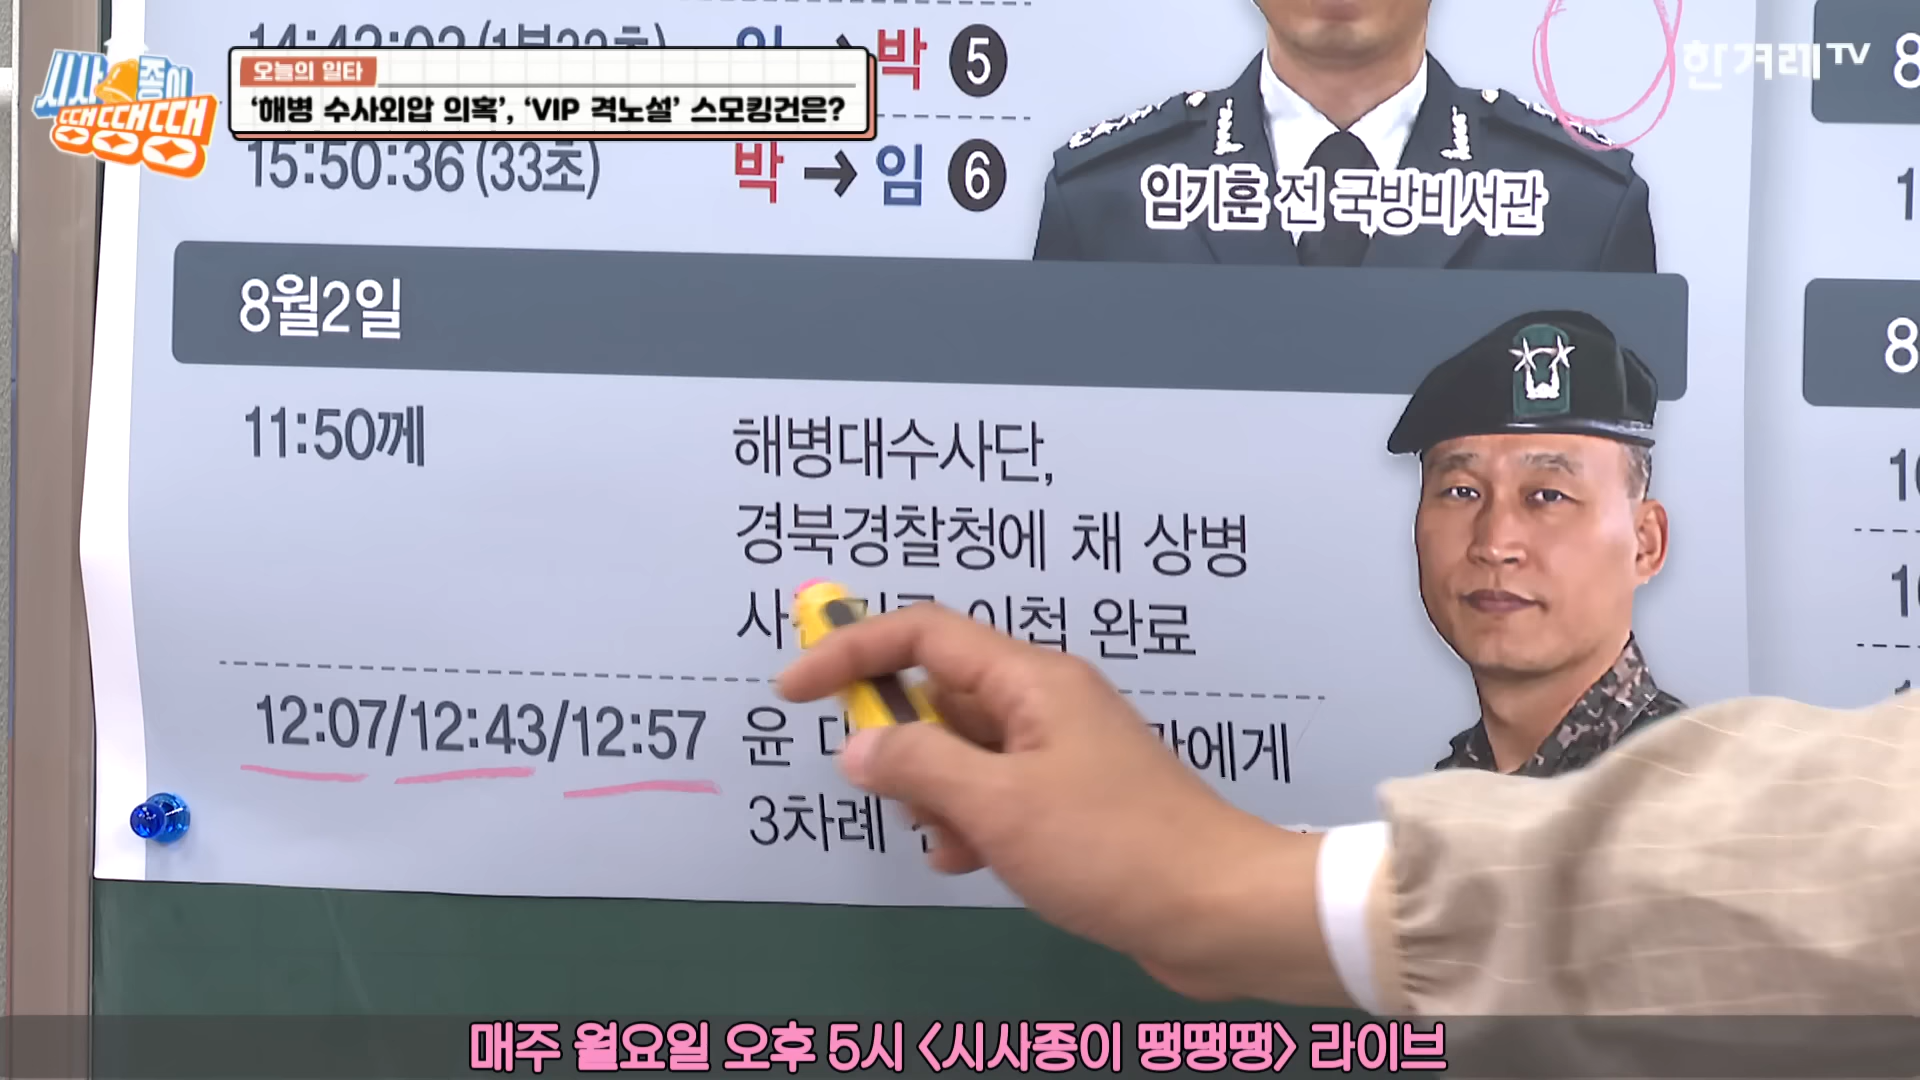 시사종이
땡땡땡
오늘의 일타
‘해병 수사외압 의혹’, ‘VIP 격노설’ 스모킹건은?
한겨레TV
박 5
15:50:36 (33초) 박 → 임 6
임기훈 전 국방비서관
8월2일
11:50께 해병대수사단,
경북경찰청에 채 상병
이첩 완료
12:07/12:43/12:57 윤
3차례
매주 월요일 오후 5시 <시사종이 땡땡땡> 라이브